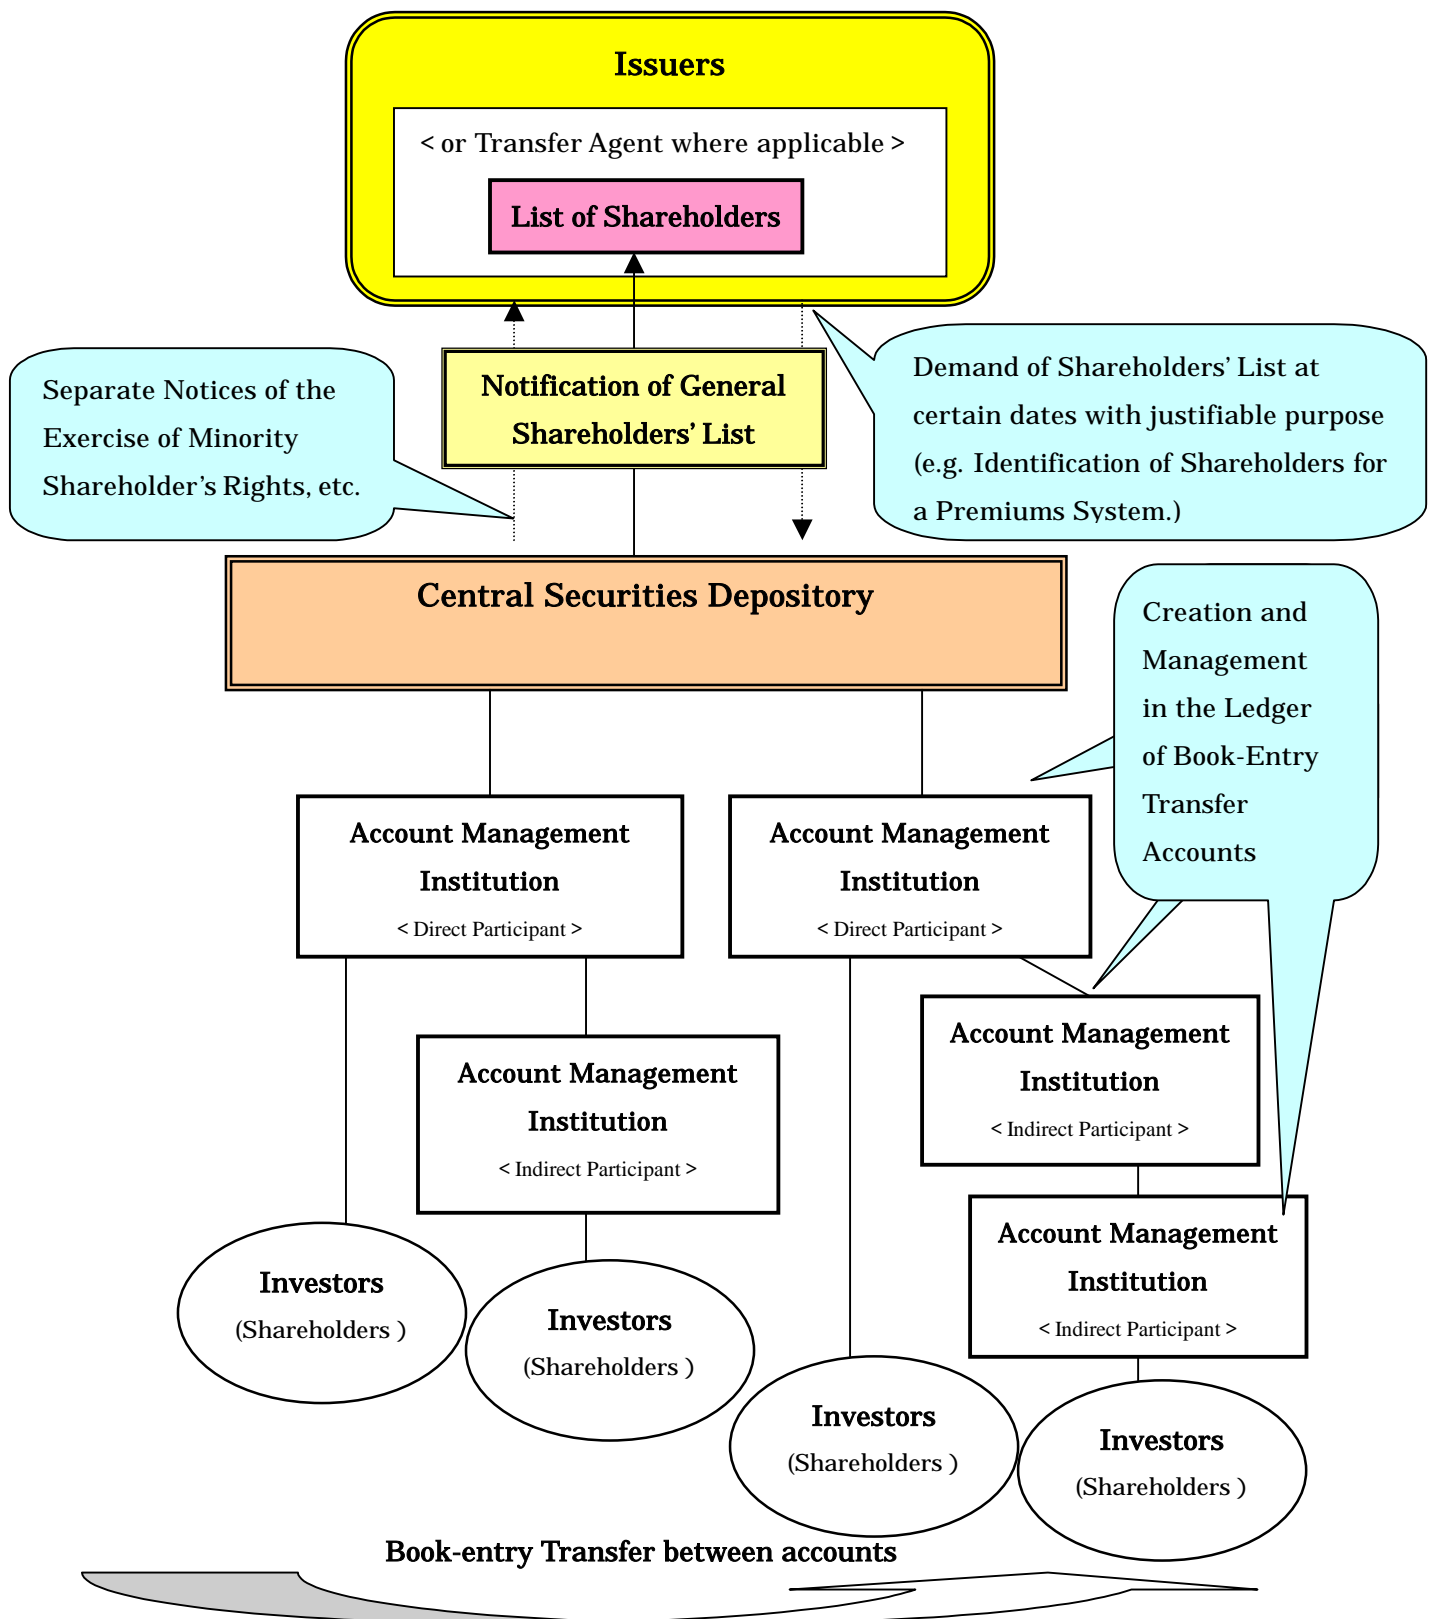 Issuers
< or Transfer Agent where applicable >
List of Shareholders
Notification of General
Shareholders' List
Separate Notices of the
Exercise of Minority
Shareholder's Rights, etc.
Demand of Shareholders' List at
certain dates with justifiable purpose
(e.g. Identification of Shareholders for
a Premiums System.)
Central Securities Depository
Creation and
Management
in the Ledger
of Book-Entry
Transfer
Accounts
Account Management
Institution
< Direct Participant >
Account Management
Institution
< Direct Participant >
Account Management
Institution
< Indirect Participant >
Account Management
Institution
< Indirect Participant >
Account Management
Institution
< Indirect Participant >
Investors
(Shareholders )
Investors
(Shareholders )
Investors
(Shareholders )
Investors
(Shareholders )
Book-entry Transfer between accounts